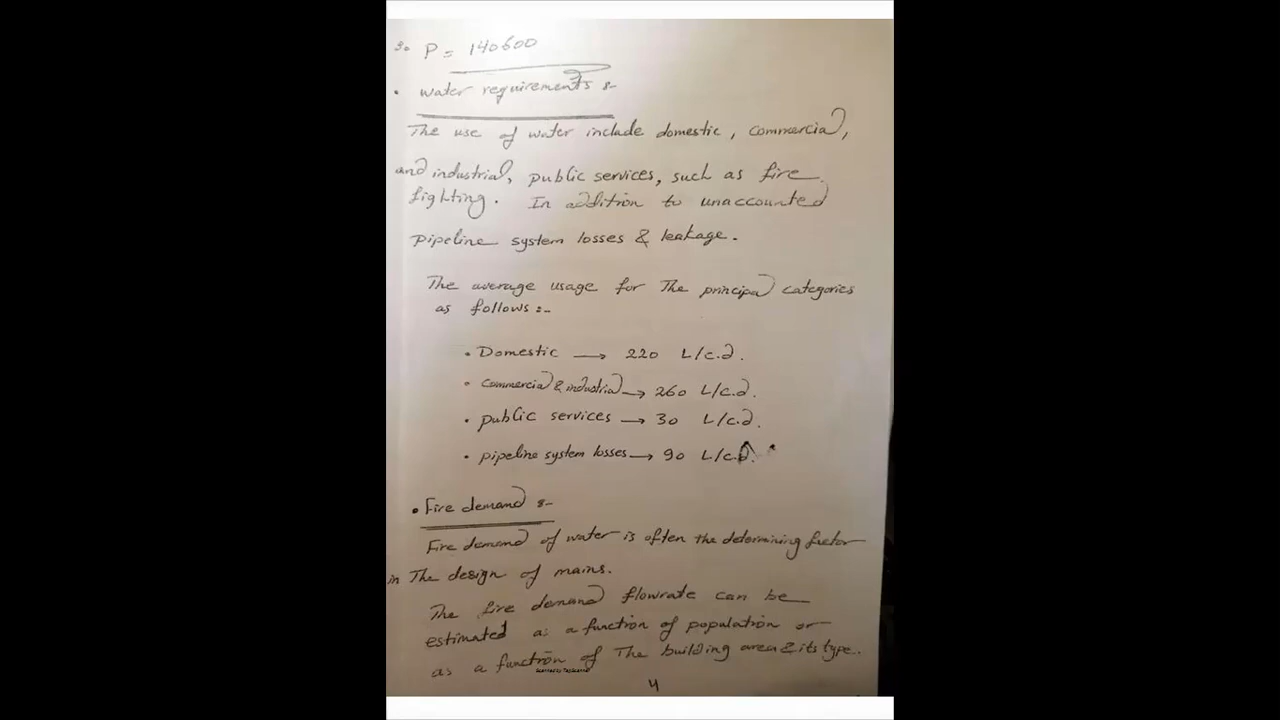 So P = 140600
• Water requirements :-
The use of water include domestic, commercial,
and industrial, public services, such as fire
fighting. In addition to unaccounted
pipeline system losses & leakage.
The average usage for The principal categories
as follows :-
• Domestic → 220 L/c.d.
• commercial & industrial → 260 L/c.d.
• public services → 30 L/c.d.
• pipeline system losses → 90 L/c.d.
• Fire demand :-
Fire demand of water is often the determining factor
in The design of mains.
The fire demand flowrate can be
estimated as a function of population or
as a function of The building area & its type.
4